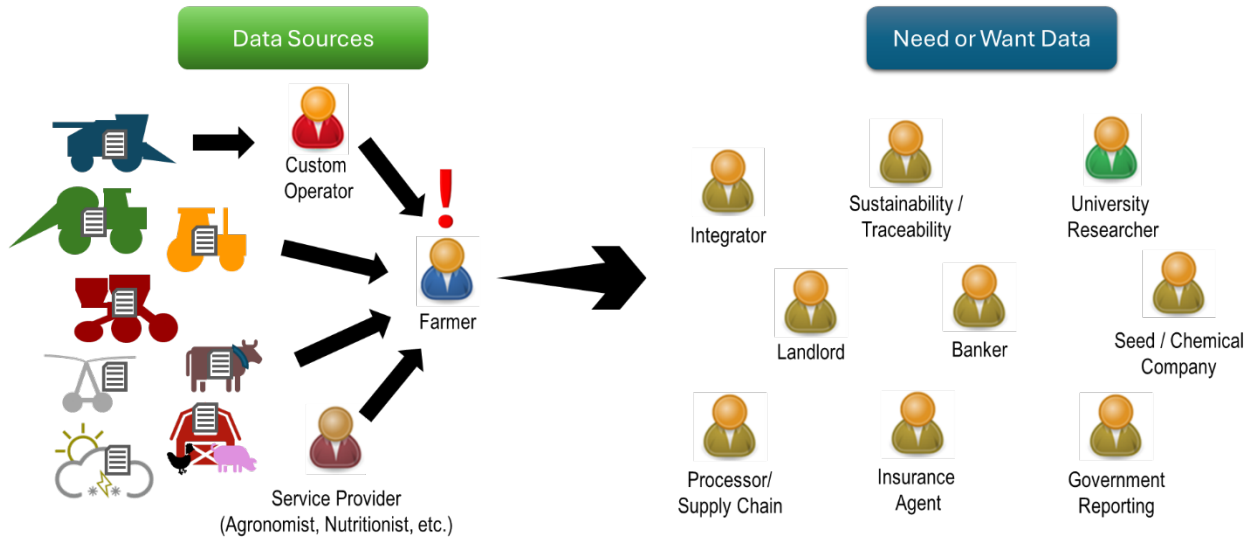 Data Sources
Need or Want Data
Custom
Operator
!
Farmer
Service Provider
(Agronomist, Nutritionist, etc.)
Integrator
Sustainability /
Traceability
University
Researcher
Landlord
Banker
Seed / Chemical
Company
Processor/
Supply Chain
Insurance
Agent
Government
Reporting